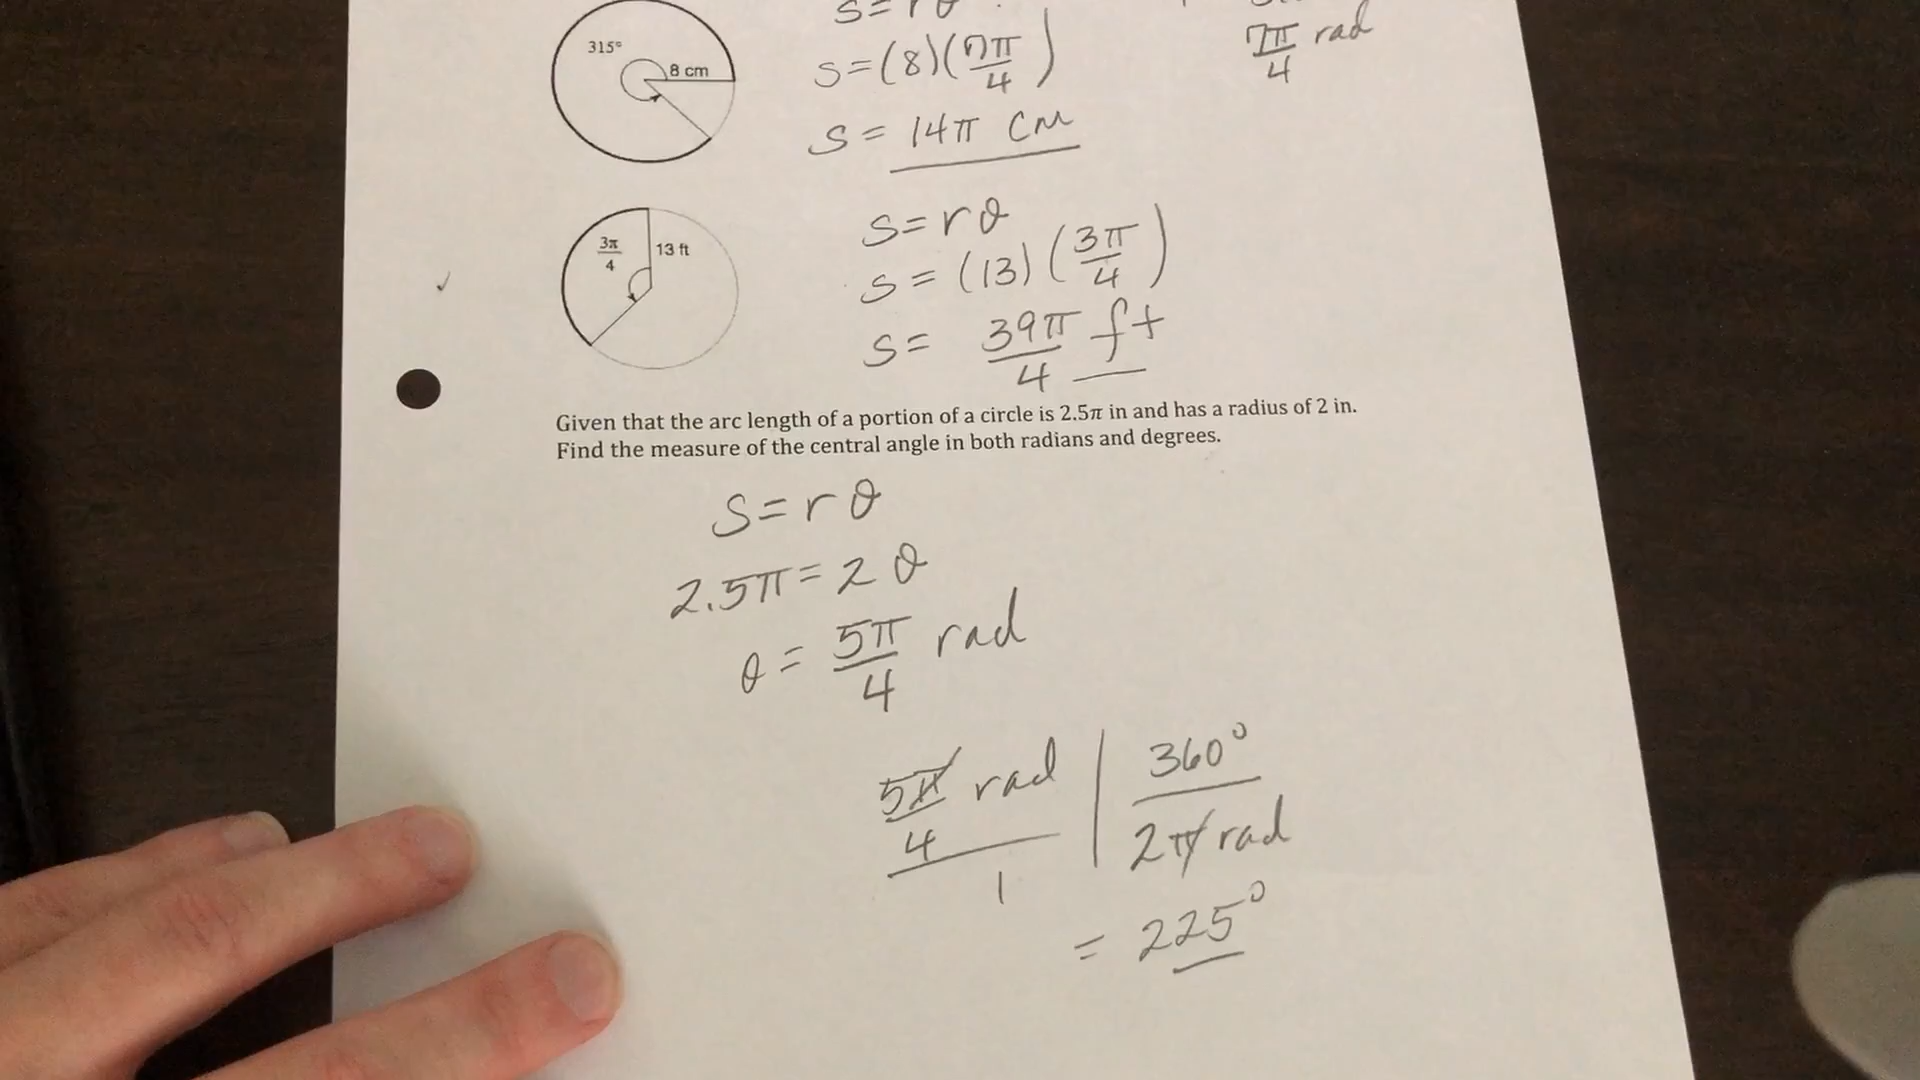 315°
8 cm
s = rθ
s = (8)(7π/4)
s = 14π cm
7π/4 rad
3π/4
13 ft
s = rθ
s = (13)(3π/4)
s = 39π/4 ft
Given that the arc length of a portion of a circle is 2.5π in and has a radius of 2 in.
Find the measure of the central angle in both radians and degrees.
s = rθ
2.5π = 2θ
θ = 5π/4 rad
5π/4 rad / 1 | 360° / 2π rad
= 225°